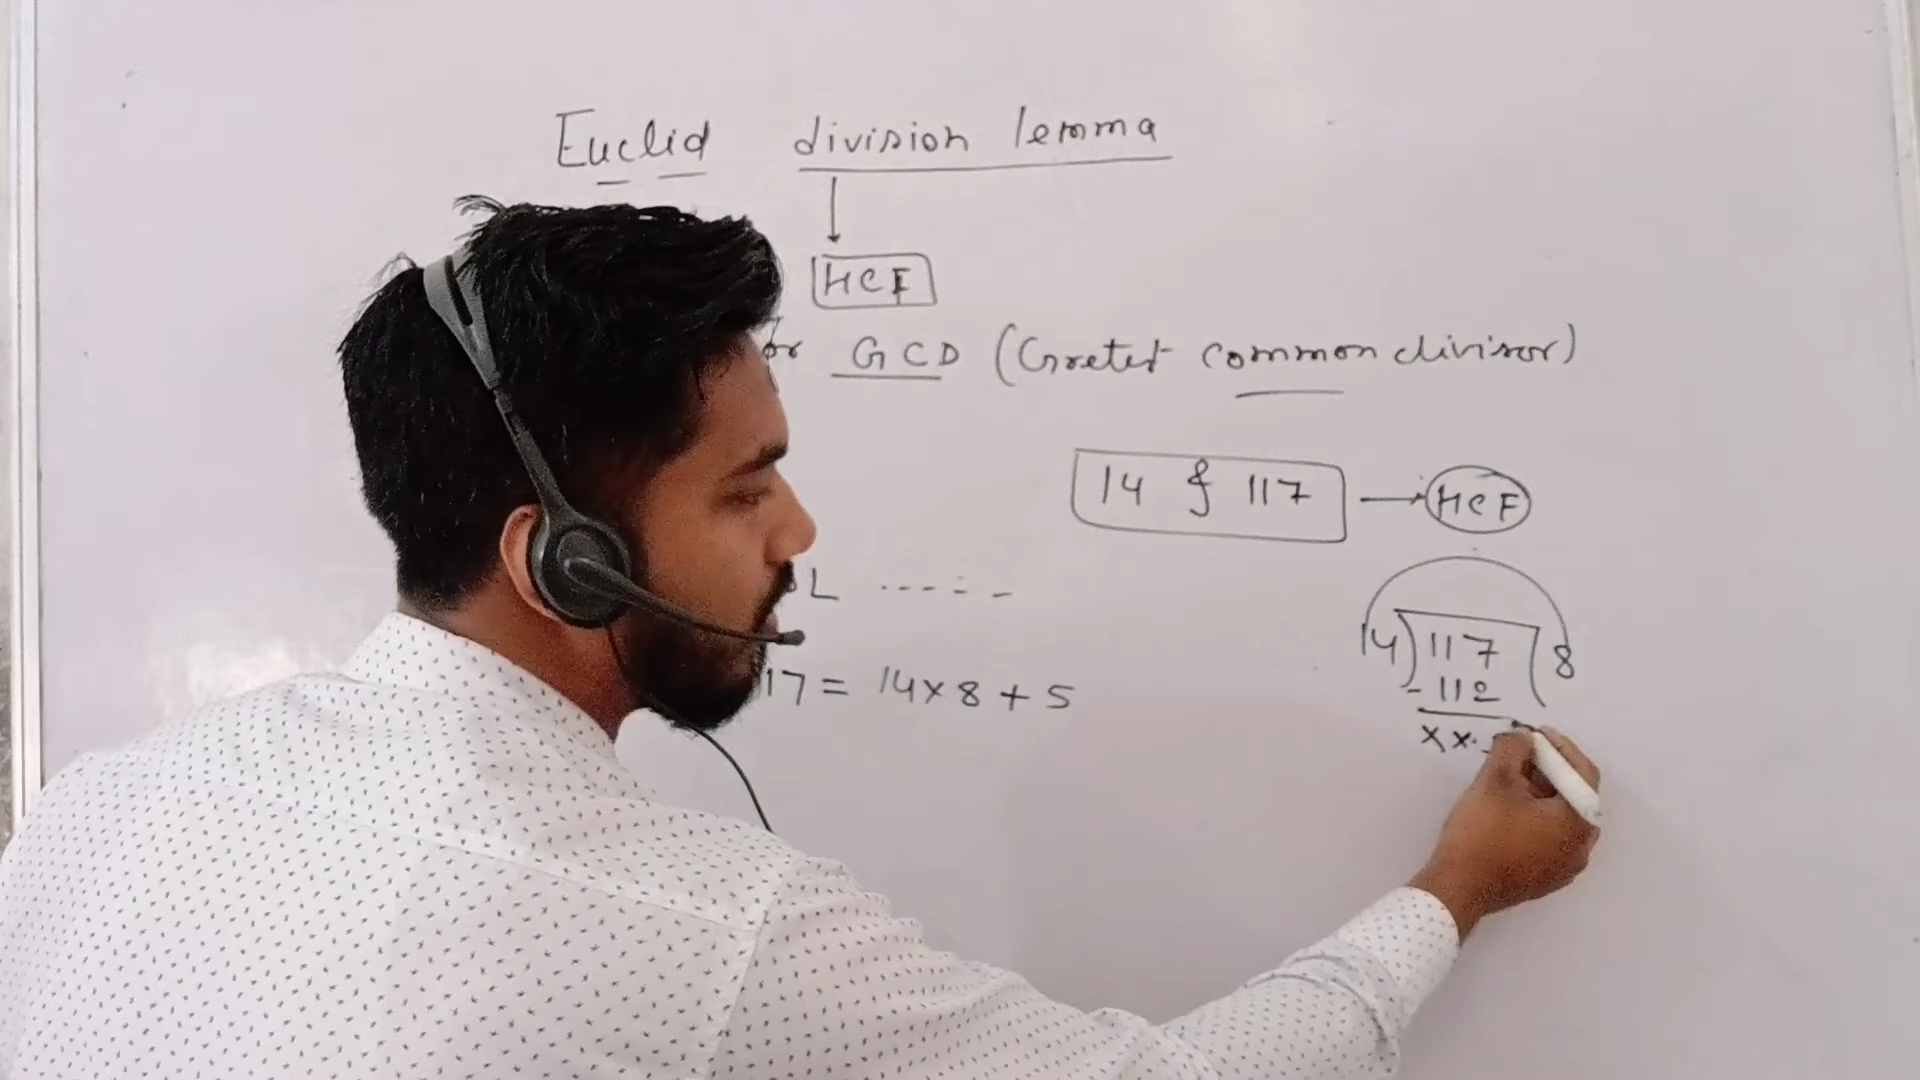 Euclid division lemma
HCF
or GCD (Greatest common divisor)
14 & 117 → HCF
L -----
14)117(8
17 = 14×8+5
-112
xx